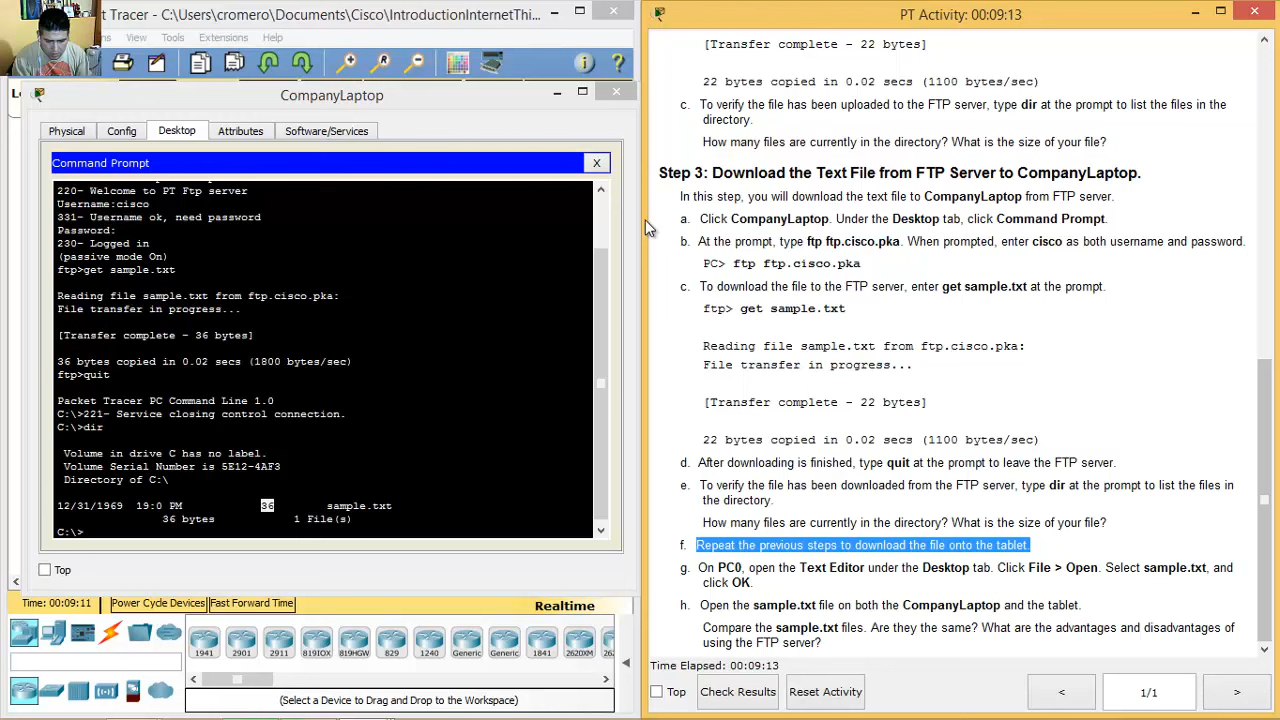 t Tracer - C:\Users\cromero\Documents\Cisco\IntroductionInternetThi...
View Tools Extensions Help
CompanyLaptop
Physical Config Desktop Attributes Software/Services
Command Prompt X
220- Welcome to PT Ftp server
Username:cisco
331- Username ok, need password
Password:
230- Logged in
(passive mode On)
ftp>get sample.txt
Reading file sample.txt from ftp.cisco.pka:
File transfer in progress...
[Transfer complete - 36 bytes]
36 bytes copied in 0.02 secs (1800 bytes/sec)
ftp>quit
Packet Tracer PC Command Line 1.0
C:\>221- Service closing control connection.
C:\>dir
Volume in drive C has no label.
Volume Serial Number is 5E12-4AF3
Directory of C:\
12/31/1969 19:0 PM 36 sample.txt
36 bytes 1 File(s)
C:\>
Top
Time: 00:09:11 Power Cycle Devices Fast Forward Time Realtime
1941 2901 2911 819IOX 819HGW 829 1240 Generic Generic 1841 2620XM
(Select a Device to Drag and Drop to the Workspace)
PT Activity: 00:09:13
[Transfer complete - 22 bytes]
22 bytes copied in 0.02 secs (1100 bytes/sec)
c. To verify the file has been uploaded to the FTP server, type dir at the prompt to list the files in the
directory.
How many files are currently in the directory? What is the size of your file?
Step 3: Download the Text File from FTP Server to CompanyLaptop.
In this step, you will download the text file to CompanyLaptop from FTP server.
a. Click CompanyLaptop. Under the Desktop tab, click Command Prompt.
b. At the prompt, type ftp ftp.cisco.pka. When prompted, enter cisco as both username and password.
PC> ftp ftp.cisco.pka
c. To download the file to the FTP server, enter get sample.txt at the prompt.
ftp> get sample.txt
Reading file sample.txt from ftp.cisco.pka:
File transfer in progress...
[Transfer complete - 22 bytes]
22 bytes copied in 0.02 secs (1100 bytes/sec)
d. After downloading is finished, type quit at the prompt to leave the FTP server.
e. To verify the file has been downloaded from the FTP server, type dir at the prompt to list the files in
the directory.
How many files are currently in the directory? What is the size of your file?
f. Repeat the previous steps to download the file onto the tablet.
g. On PC0, open the Text Editor under the Desktop tab. Click File > Open. Select sample.txt, and
click OK.
h. Open the sample.txt file on both the CompanyLaptop and the tablet.
Compare the sample.txt files. Are they the same? What are the advantages and disadvantages of
using the FTP server?
Time Elapsed: 00:09:13
Top Check Results Reset Activity < 1/1 >